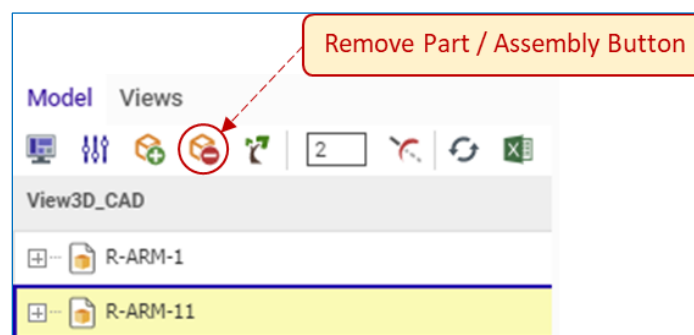 Remove Part / Assembly Button
Model Views
2
View3D_CAD
R-ARM-1
R-ARM-11